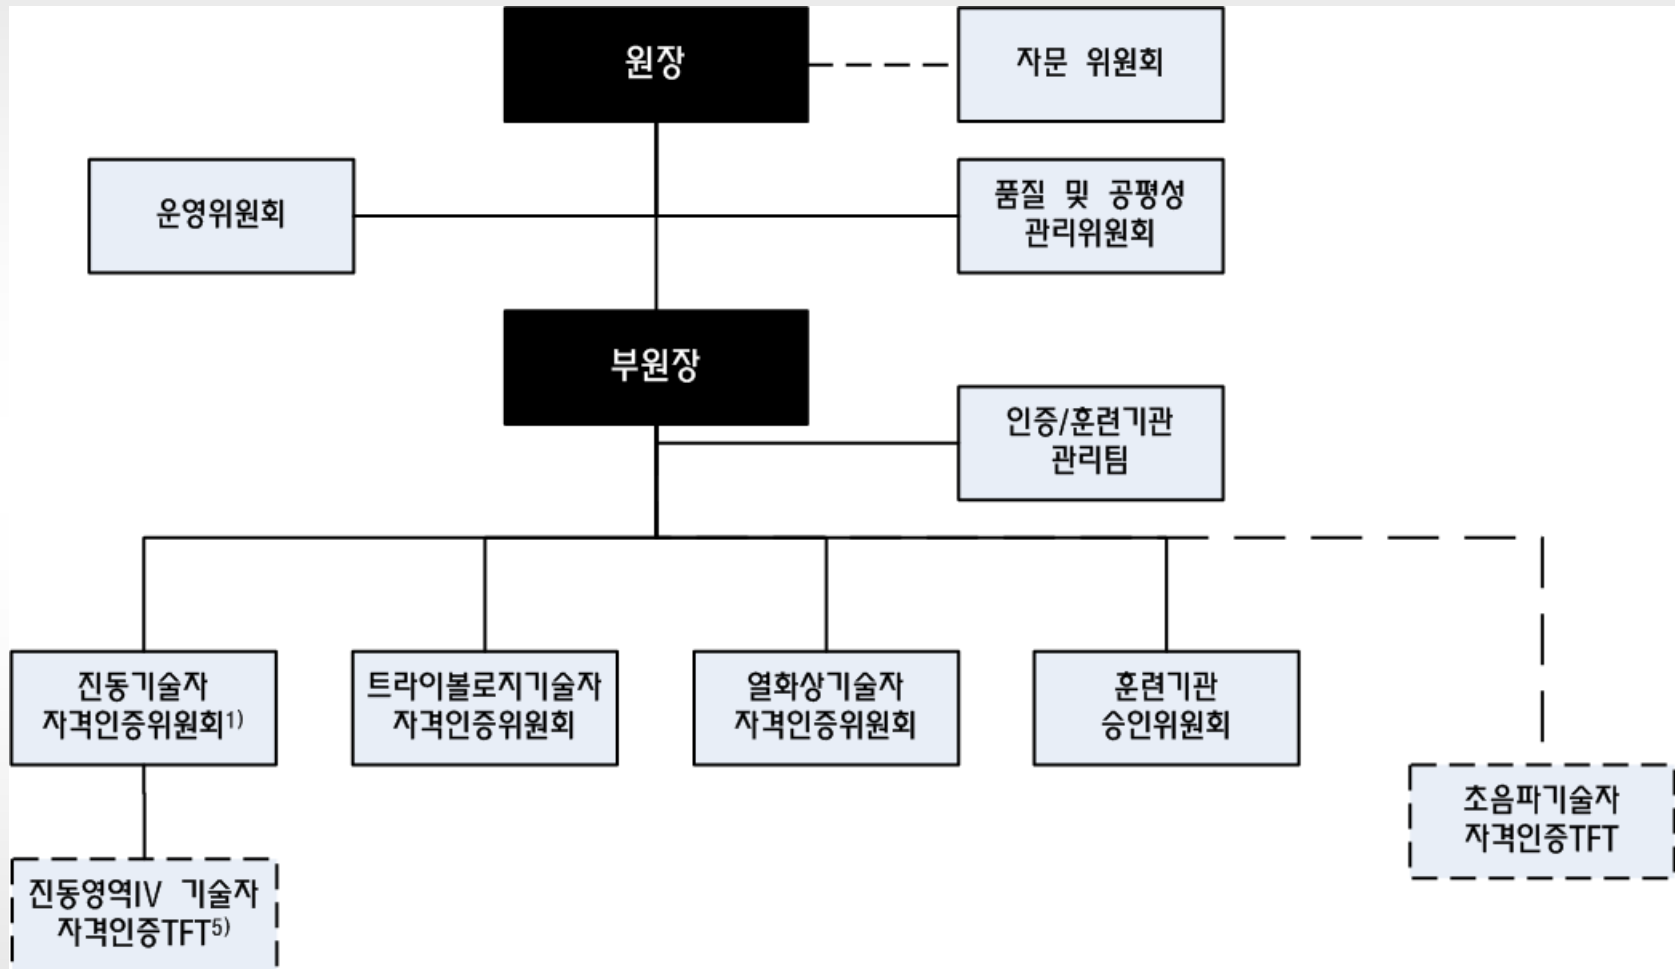 원장
자문 위원회
운영위원회
품질 및 공평성
관리위원회
부원장
인증/훈련기관
관리팀
진동기술자
자격인증위원회1)
트라이볼로지기술자
자격인증위원회
열화상기술자
자격인증위원회
훈련기관
승인위원회
초음파기술자
자격인증TFT
진동영역IV 기술자
자격인증TFT5)